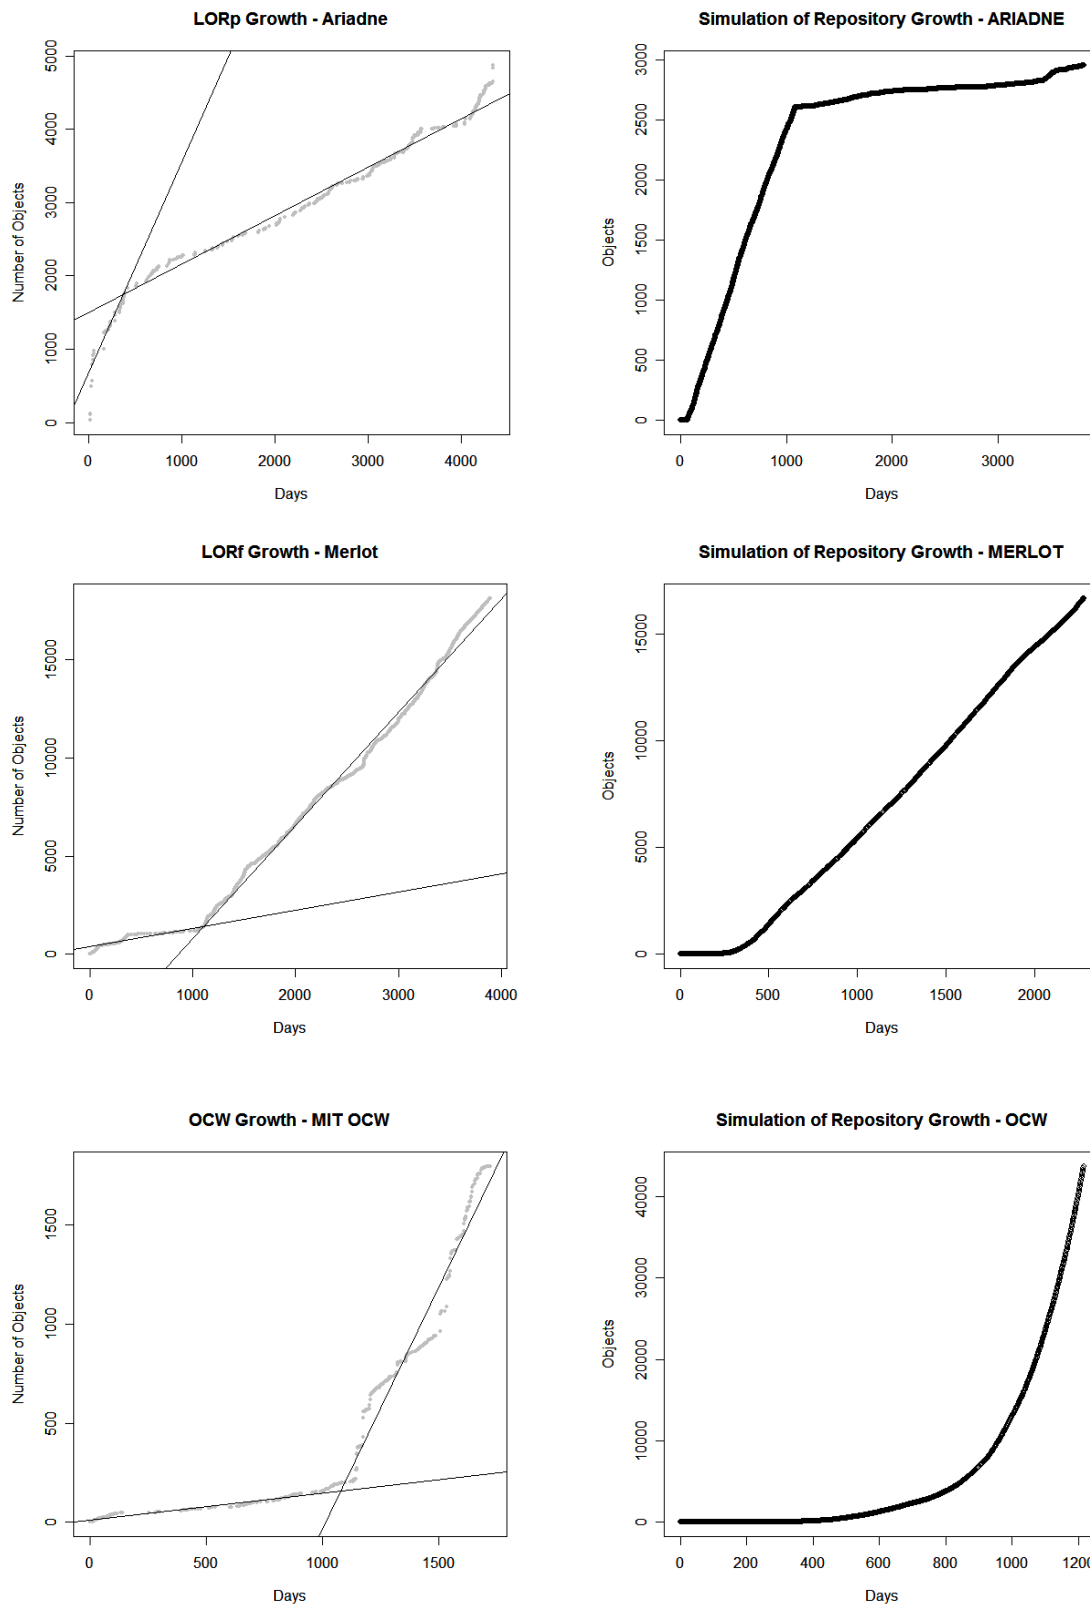 LORp Growth - Ariadne
Number of Objects
0 1000 2000 3000 4000 5000
0 1000 2000 3000 4000
Days
Simulation of Repository Growth - ARIADNE
Objects
0 500 1000 1500 2000 2500 3000
0 1000 2000 3000
Days
LORf Growth - Merlot
Number of Objects
0 5000 10000 15000
0 1000 2000 3000 4000
Days
Simulation of Repository Growth - MERLOT
Objects
0 5000 10000 15000
0 500 1000 1500 2000
Days
OCW Growth - MIT OCW
Number of Objects
0 500 1000 1500
0 500 1000 1500
Days
Simulation of Repository Growth - OCW
Objects
0 10000 20000 30000 40000
0 200 400 600 800 1000 1200
Days